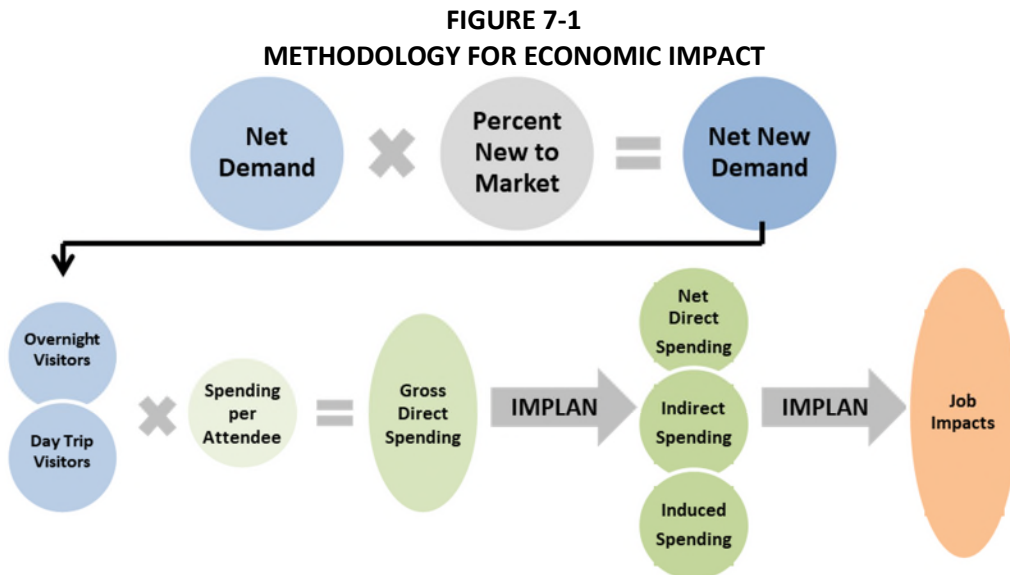 FIGURE 7-1
METHODOLOGY FOR ECONOMIC IMPACT
Net
Demand
Percent
New to
Market
Net New
Demand
Overnight
Visitors
Day Trip
Visitors
Spending
per
Attendee
Gross
Direct
Spending
IMPLAN
Net
Direct
Spending
Indirect
Spending
Induced
Spending
IMPLAN
Job
Impacts